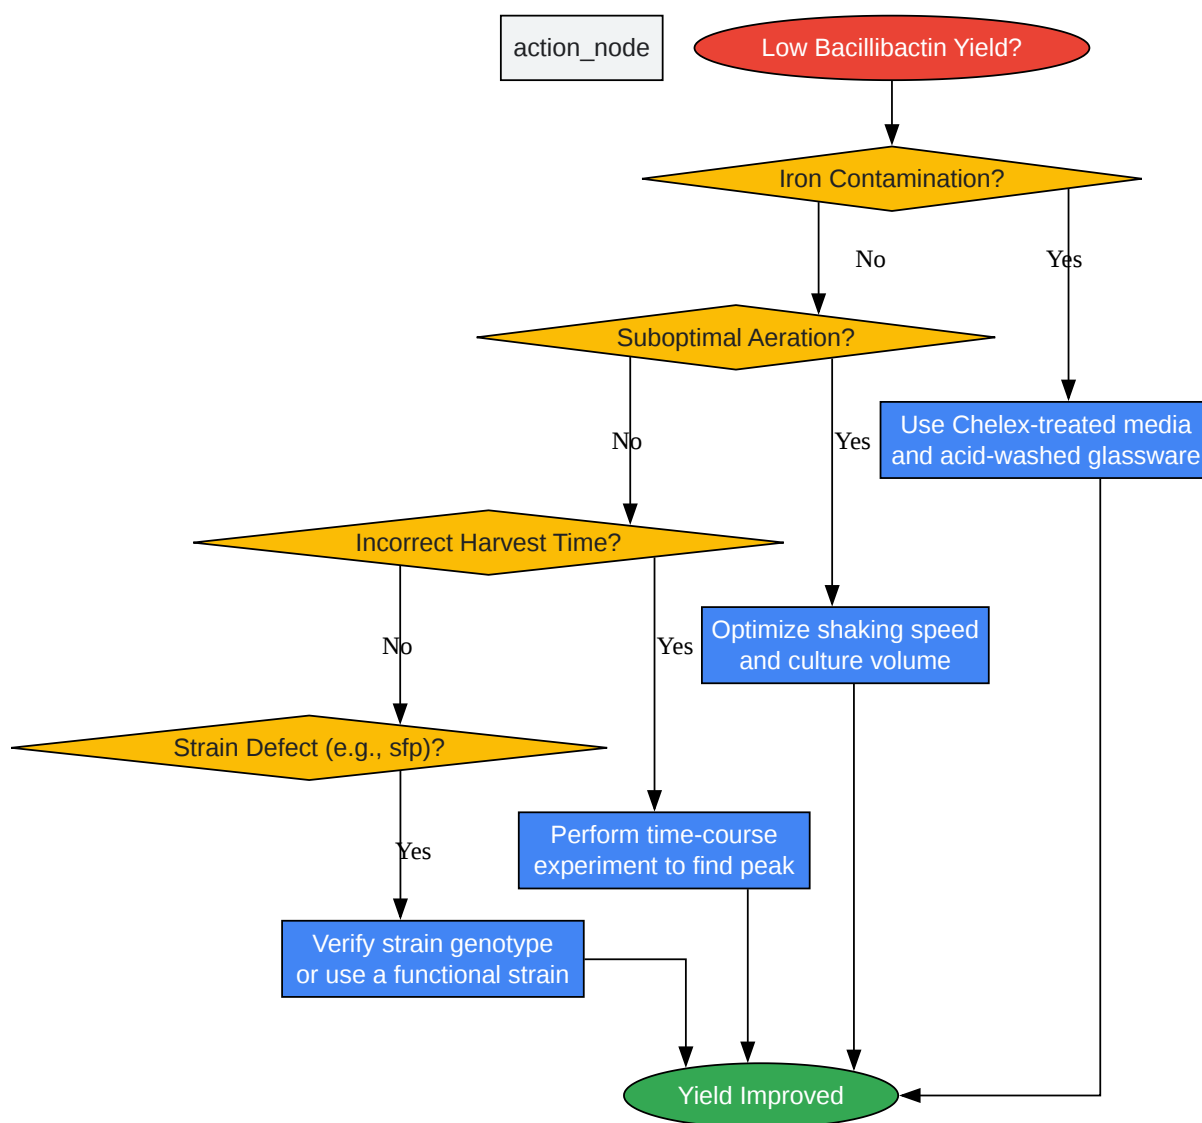 action_node
Low Bacillibactin Yield?
Iron Contamination?
No
Yes
Suboptimal Aeration?
No
Yes
Use Chelex-treated media
and acid-washed glassware
Incorrect Harvest Time?
No
Yes
Optimize shaking speed
and culture volume
Strain Defect (e.g., sfp)?
Yes
Perform time-course
experiment to find peak
Verify strain genotype
or use a functional strain
Yield Improved